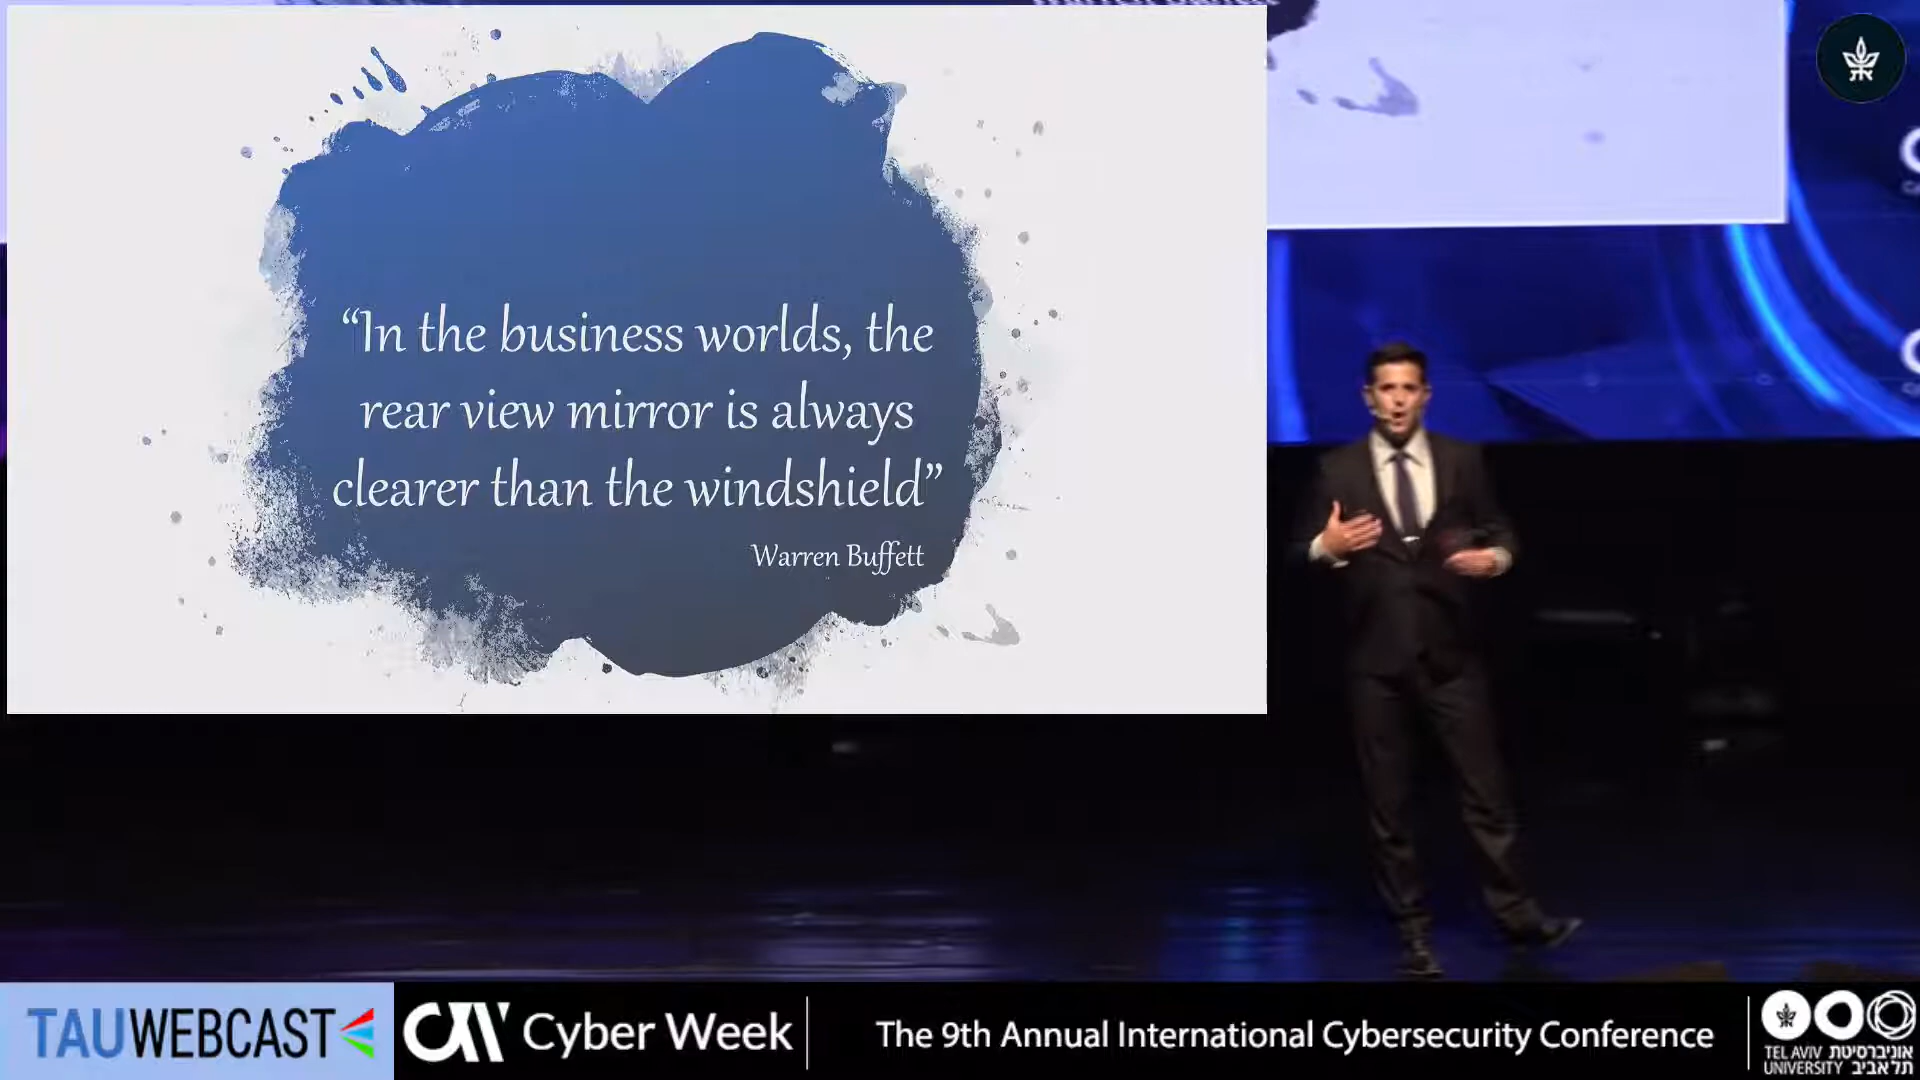 “In the business worlds, the
rear view mirror is always
clearer than the windshield”
Warren Buffett
TAUWEBCAST
Cyber Week
The 9th Annual International Cybersecurity Conference
TEL AVIV אוניברסיטת
UNIVERSITY תל אביב